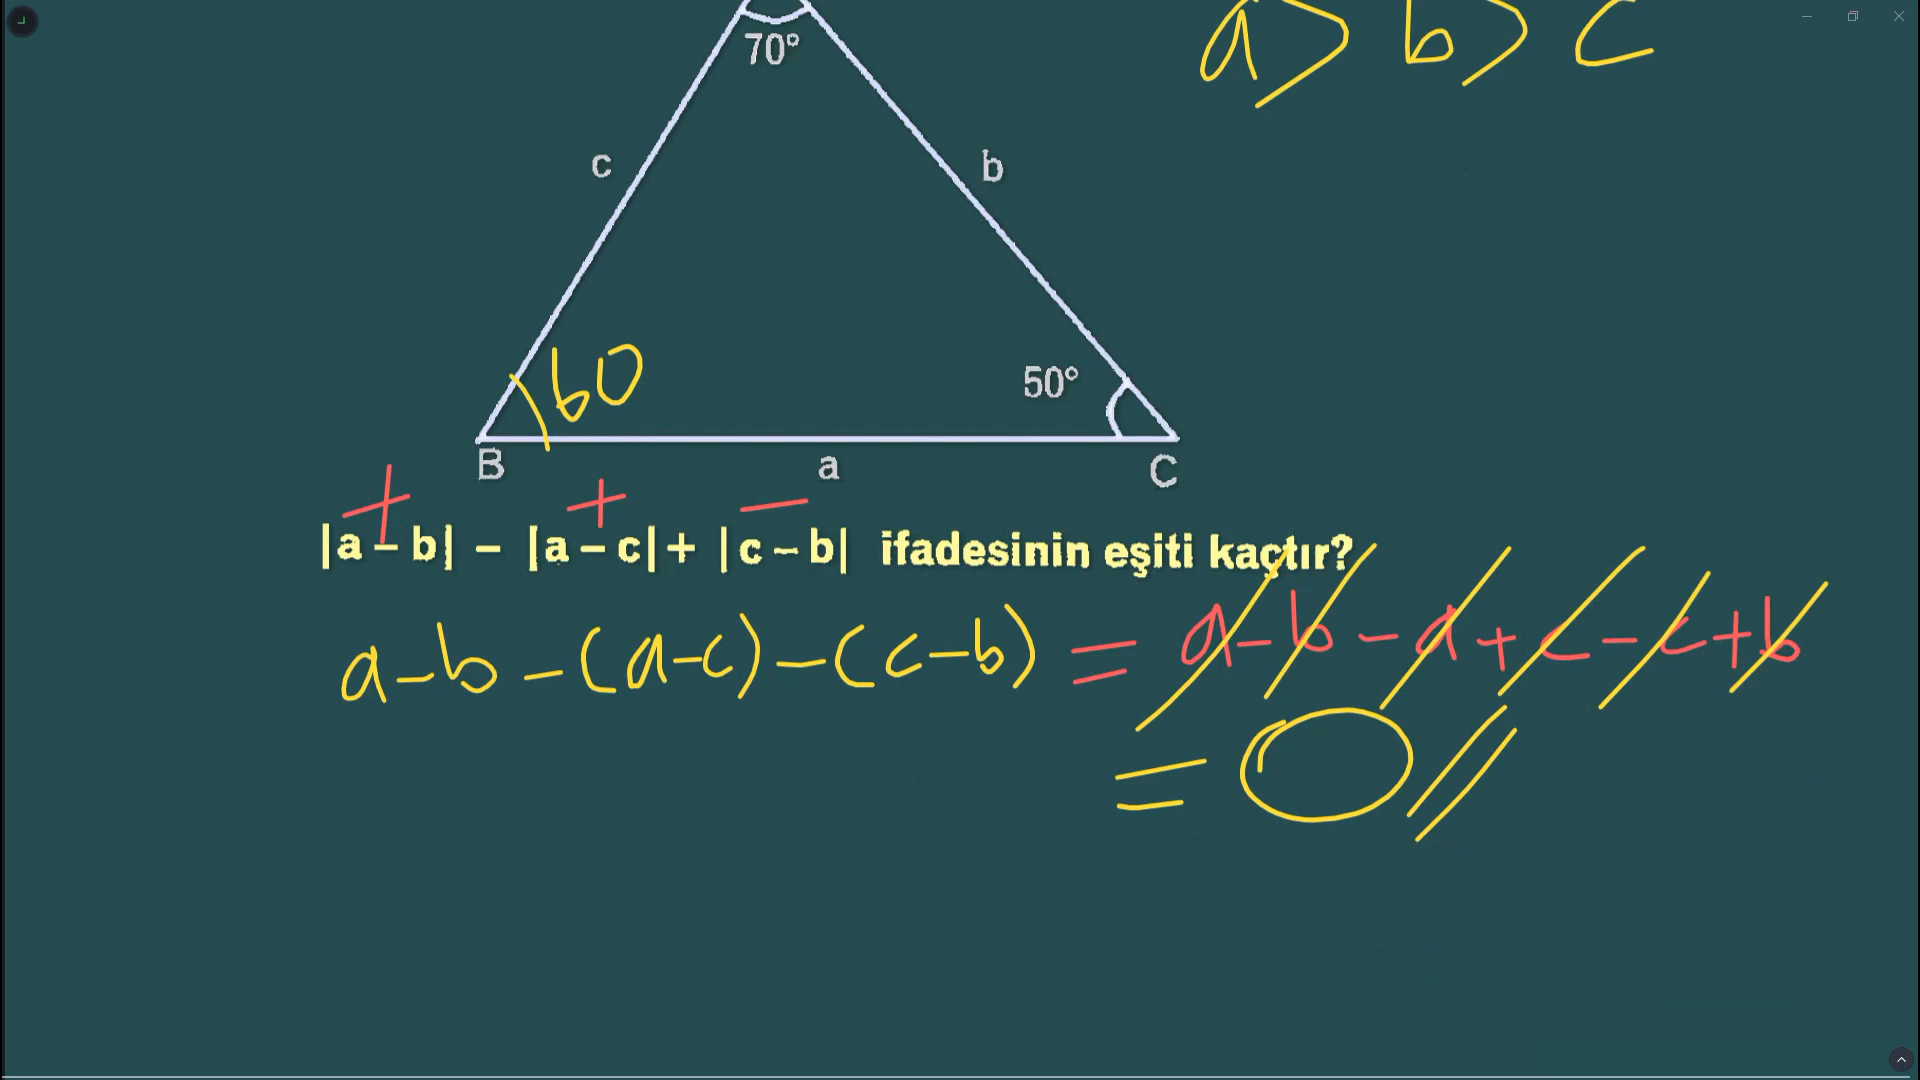 a > b > c
70°
c
b
60
50°
B
a
C
+ + −
|a – b| – |a – c| + |c – b| ifadesinin eşiti kaçtır?
a-b-(a-c)-(c-b) = a-b-a+c-c+b
= 0